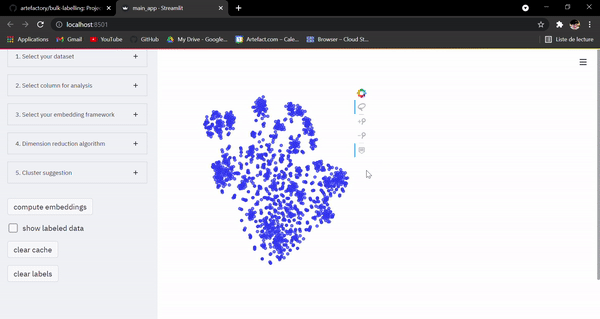 artefactory/bulk-labelling: Proje
main_app · Streamlit
localhost:8501
Applications
Gmail
YouTube
GitHub
My Drive - Google...
Artefact.com – Cale...
Browser – Cloud St...
Liste de lecture
1. Select your dataset
2. Select column for analysis
3. Select your embedding framework
4. Dimension reduction algorithm
5. Cluster suggestion
compute embeddings
show labeled data
clear cache
clear labels